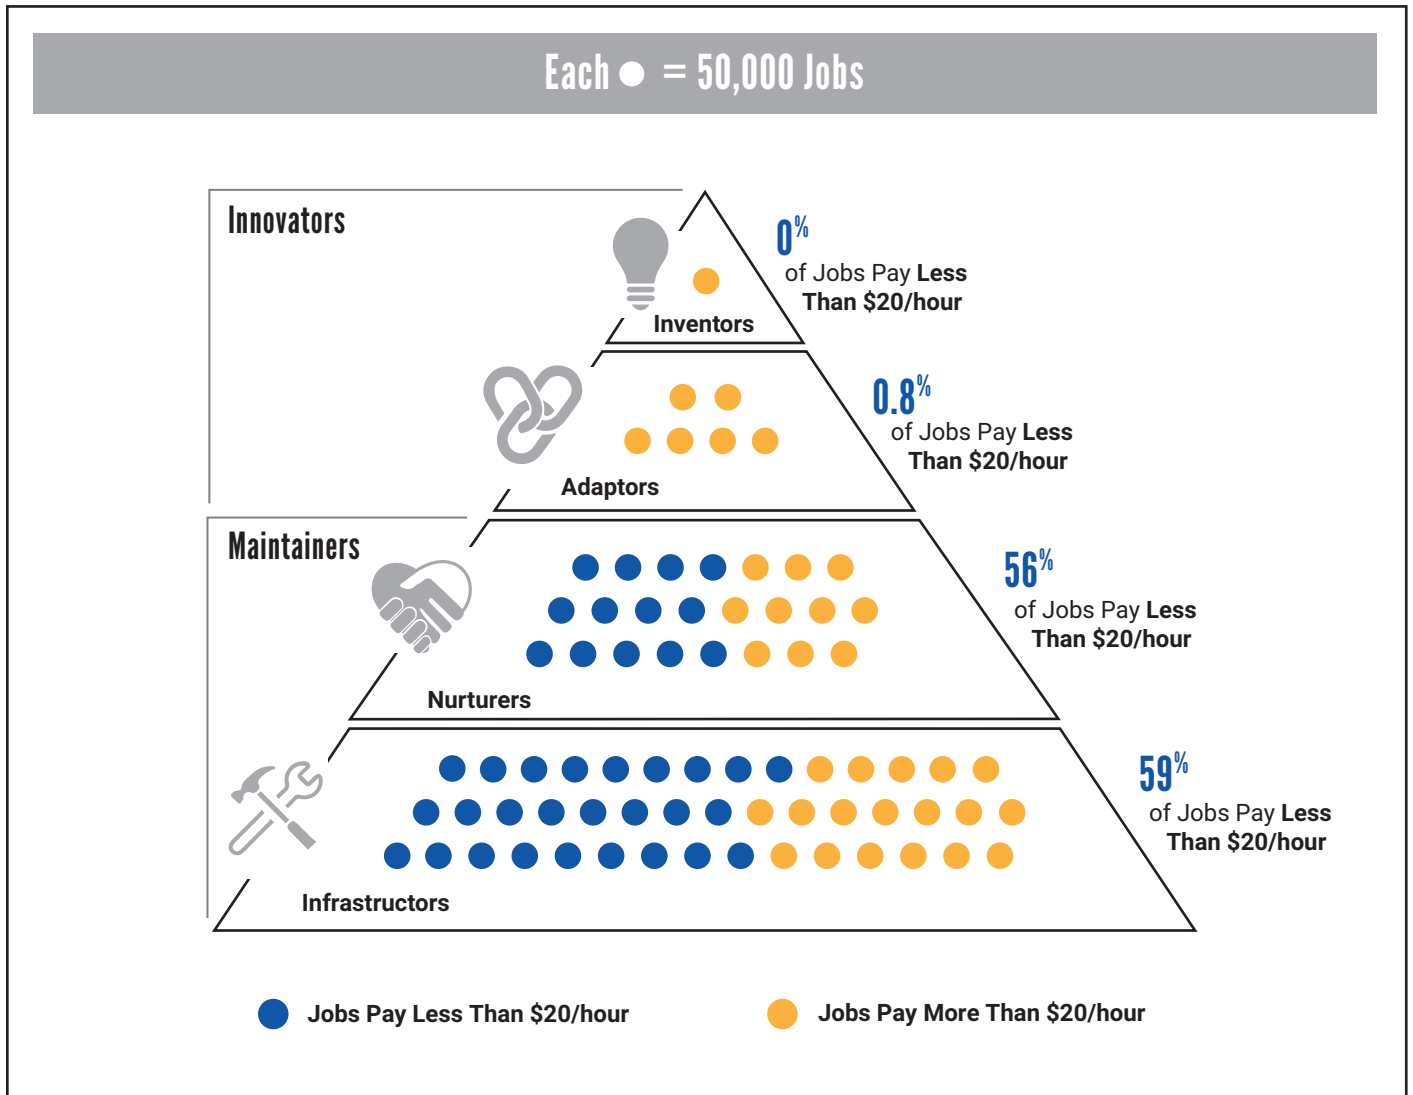 Each = 50,000 Jobs
Innovators
0%
of Jobs Pay Less
Than $20/hour
Inventors
0.8%
of Jobs Pay Less
Than $20/hour
Adaptors
Maintainers
56%
of Jobs Pay Less
Than $20/hour
Nurturers
59%
of Jobs Pay Less
Than $20/hour
Infrastructors
Jobs Pay Less Than $20/hour
Jobs Pay More Than $20/hour